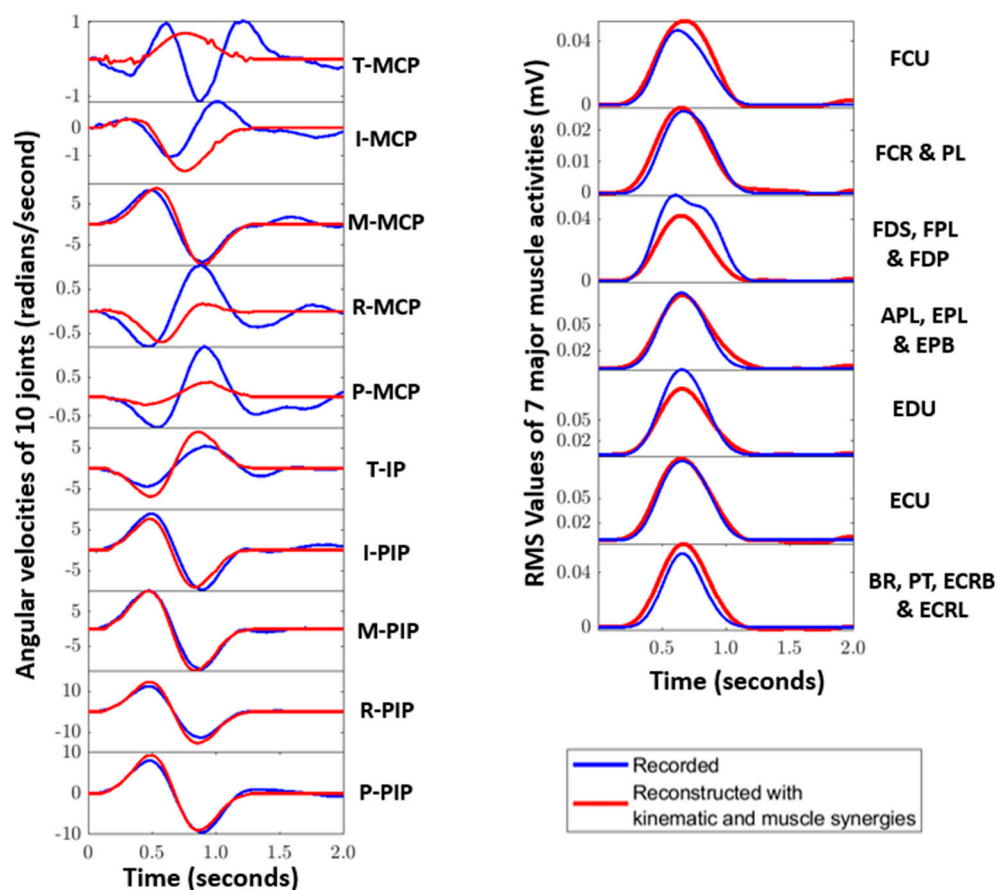 Angular velocities of 10 joints (radians/second)
1
-1
T-MCP
0
-1
I-MCP
5
-5
M-MCP
0.5
-0.5
R-MCP
0.5
-0.5
P-MCP
5
-5
T-IP
5
-5
I-PIP
5
-5
M-PIP
10
-10
R-PIP
10
0
-10
P-PIP
0 0.5 1.0 1.5 2.0
Time (seconds)
RMS Values of 7 major muscle activities (mV)
0.04
0
FCU
0.02
0.01
0
FCR & PL
0.04
0
FDS, FPL
& FDP
0.05
0.02
APL, EPL
& EPB
0.05
0.02
EDU
0.05
0.02
ECU
0.04
0
BR, PT, ECRB
& ECRL
0.5 1.0 2.0
Time (seconds)
Recorded
Reconstructed with
kinematic and muscle synergies